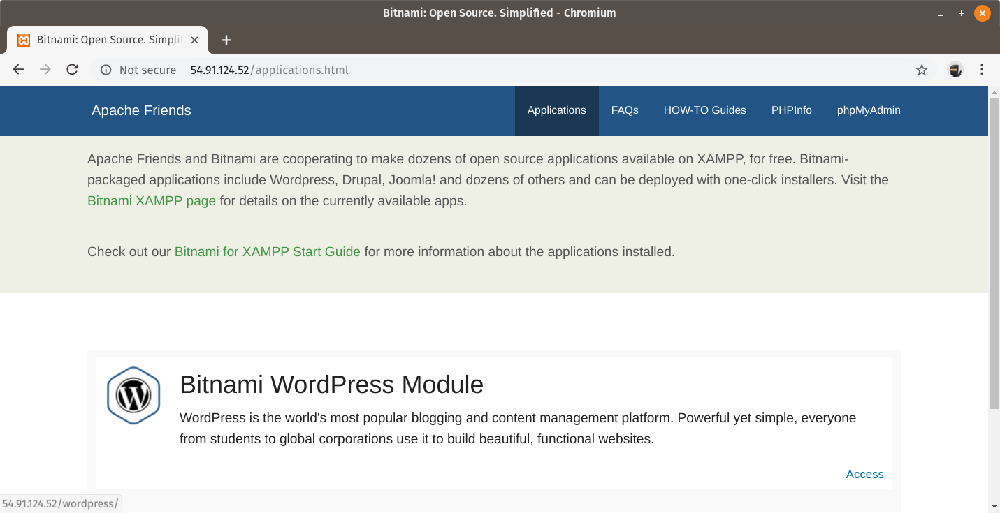 Bitnami: Open Source. Simplified - Chromium
Bitnami: Open Source. Simplif
Not secure
54.91.124.52/applications.html
Apache Friends
Applications
FAQs
HOW-TO Guides
PHPInfo
phpMyAdmin
Apache Friends and Bitnami are cooperating to make dozens of open source applications available on XAMPP, for free. Bitnami-
packaged applications include Wordpress, Drupal, Joomla! and dozens of others and can be deployed with one-click installers. Visit the
Bitnami XAMPP page for details on the currently available apps.
Check out our Bitnami for XAMPP Start Guide for more information about the applications installed.
Bitnami WordPress Module
WordPress is the world's most popular blogging and content management platform. Powerful yet simple, everyone
from students to global corporations use it to build beautiful, functional websites.
Access
54.91.124.52/wordpress/